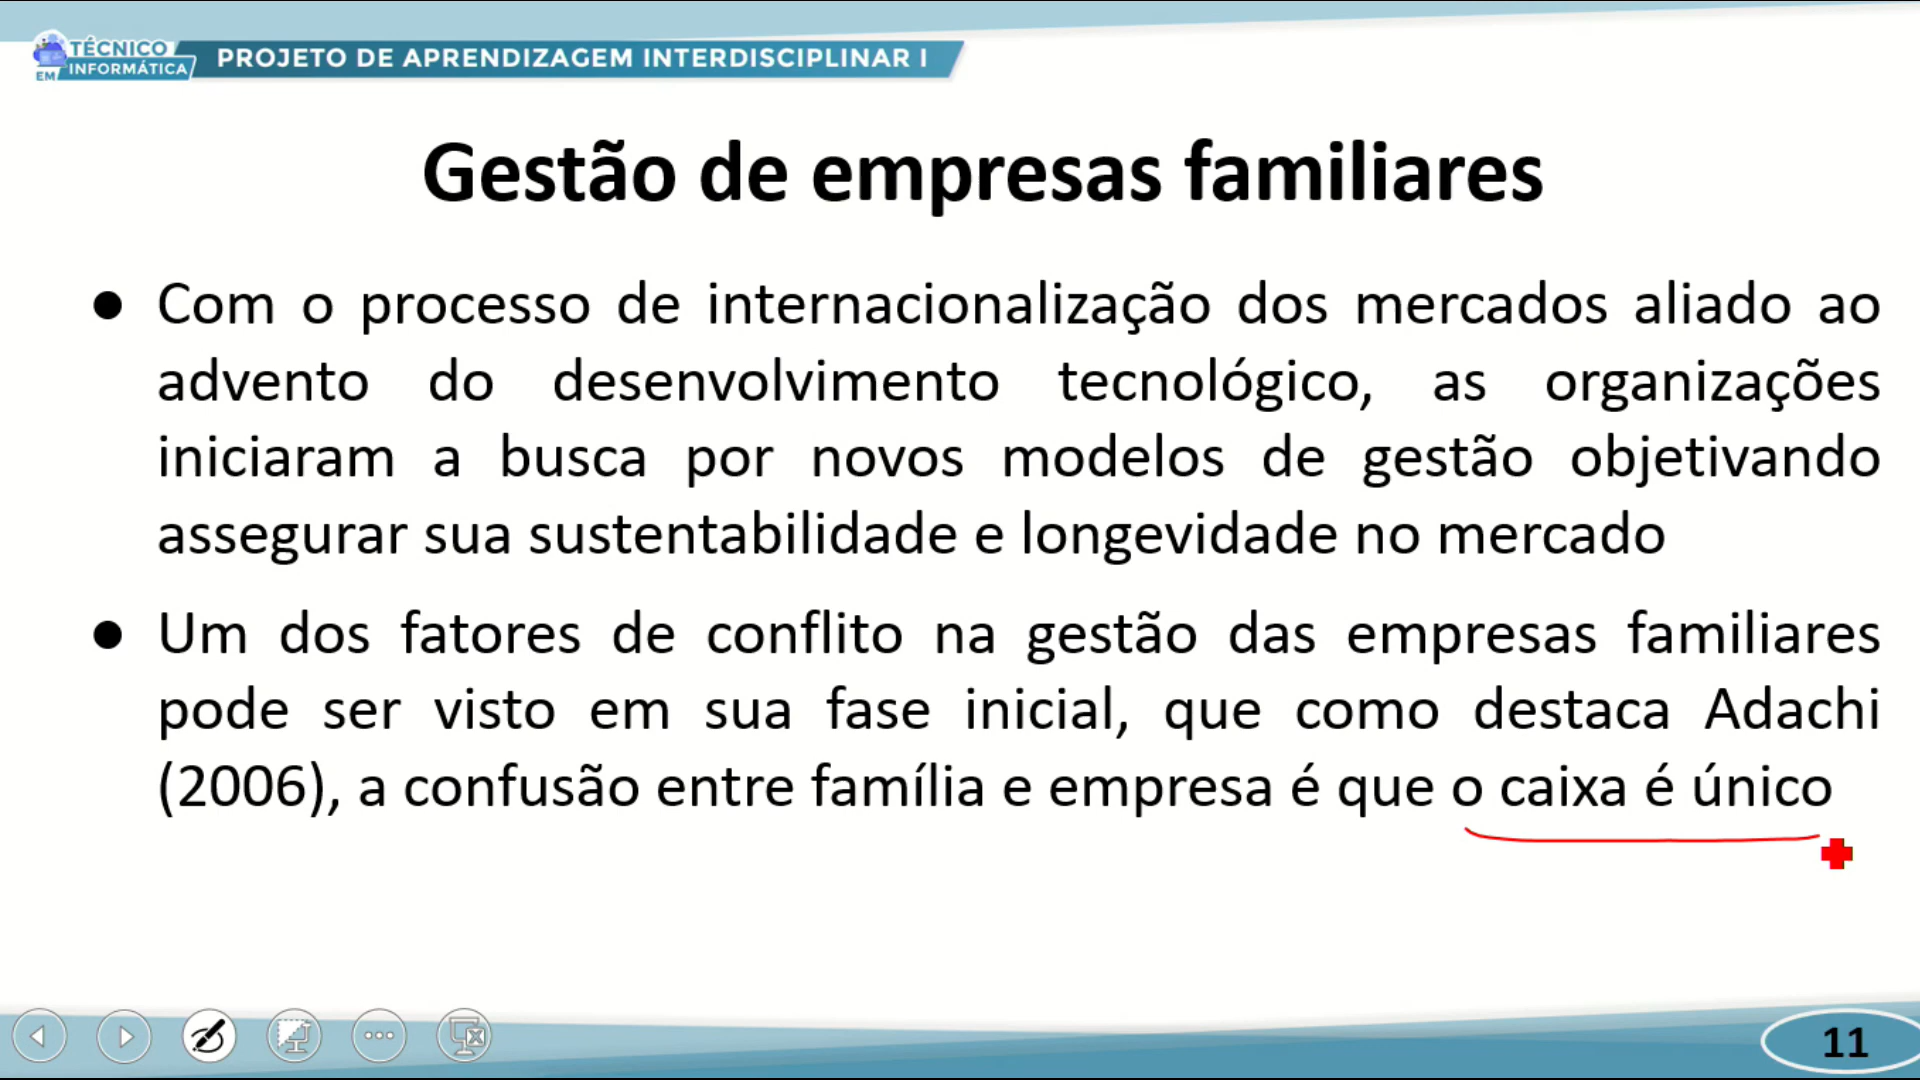 TÉCNICO
EM INFORMÁTICA
PROJETO DE APRENDIZAGEM INTERDISCIPLINAR I
Gestão de empresas familiares
● Com o processo de internacionalização dos mercados aliado ao
advento do desenvolvimento tecnológico, as organizações
iniciaram a busca por novos modelos de gestão objetivando
assegurar sua sustentabilidade e longevidade no mercado
● Um dos fatores de conflito na gestão das empresas familiares
pode ser visto em sua fase inicial, que como destaca Adachi
(2006), a confusão entre família e empresa é que o caixa é único
11